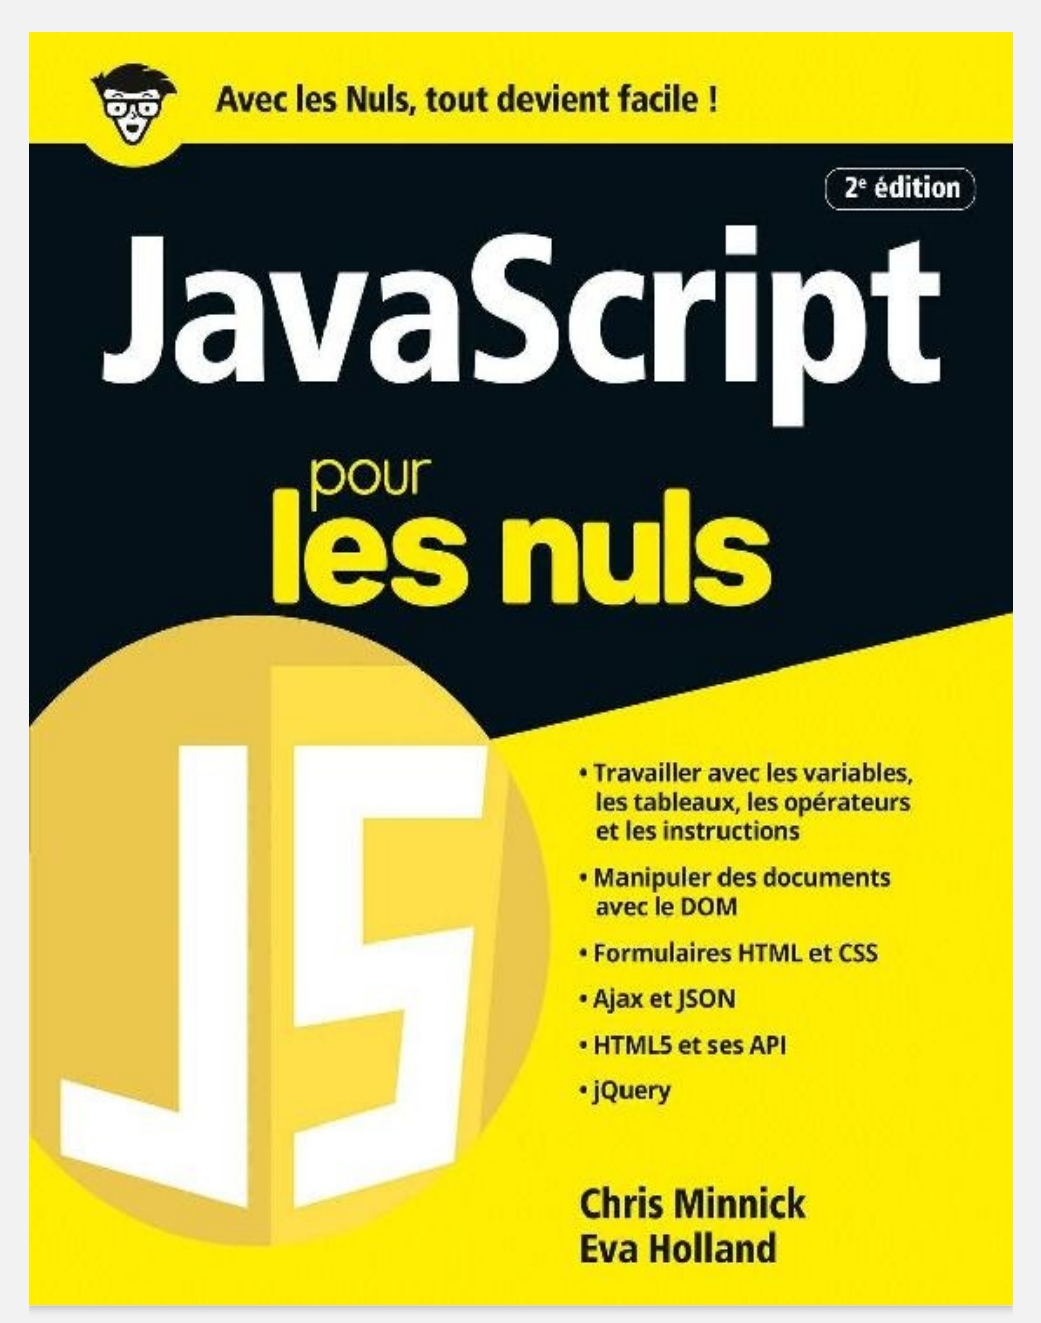 Avec les Nuls, tout devient facile !
2e édition
JavaScript
pour
les nuls
JS
• Travailler avec les variables,
les tableaux, les opérateurs
et les instructions
• Manipuler des documents
avec le DOM
• Formulaires HTML et CSS
• Ajax et JSON
• HTML5 et ses API
• jQuery
Chris Minnick
Eva Holland